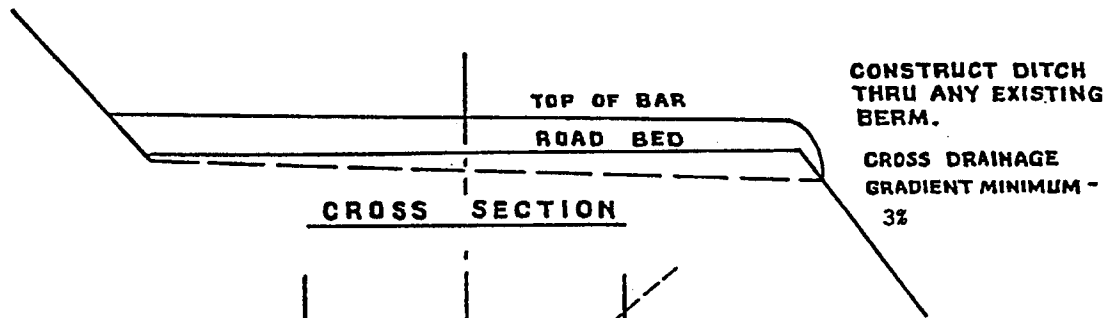 TOP OF BAR
ROAD BED
CROSS SECTION
CONSTRUCT DITCH
THRU ANY EXISTING
BERM.
CROSS DRAINAGE
GRADIENT MINIMUM -
3%